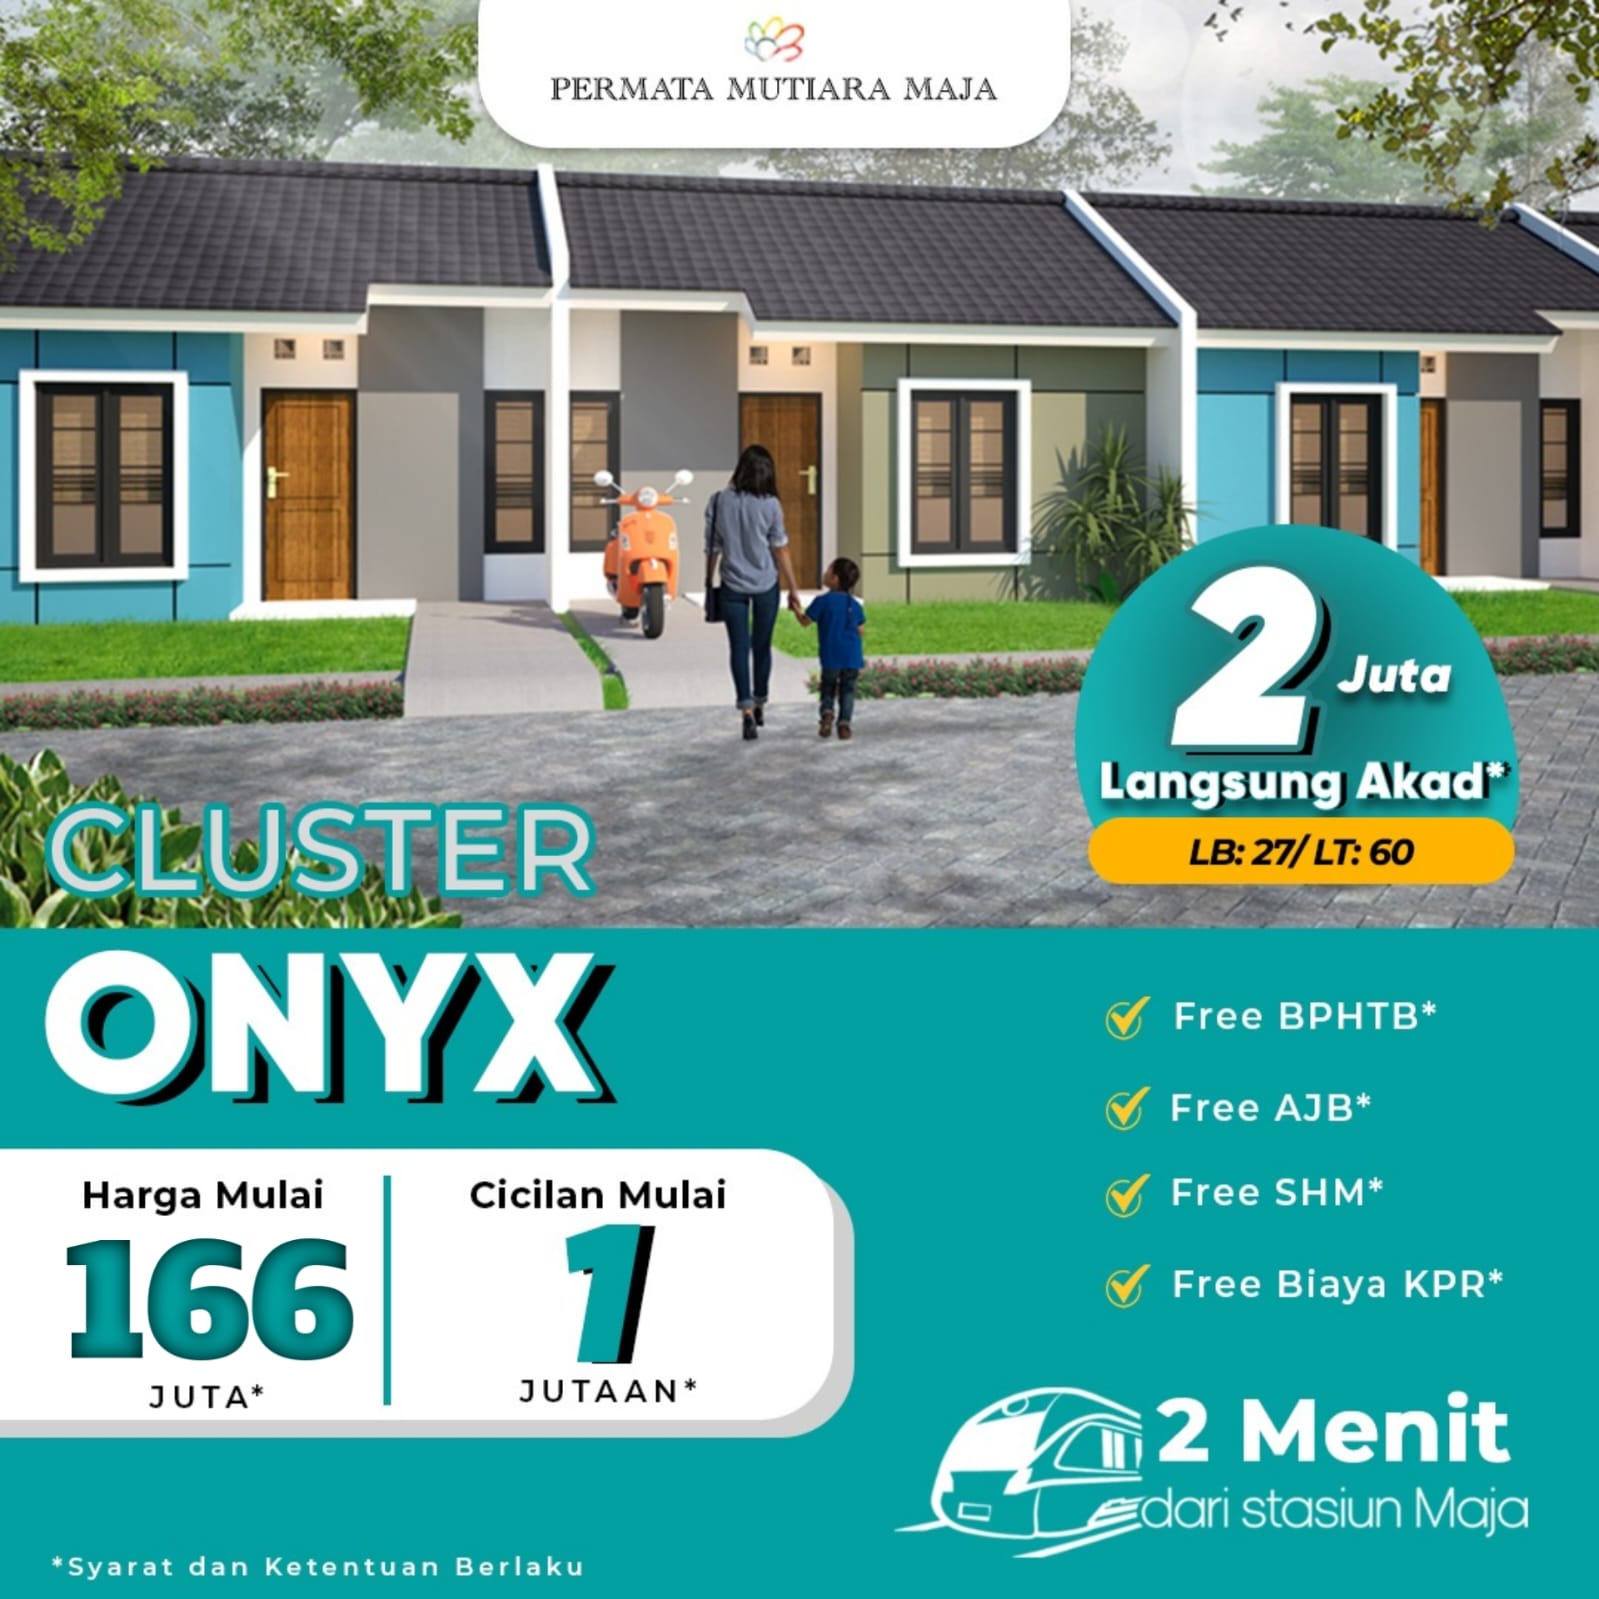 PERMATA MUTIARA MAJA
2 Juta
Langsung Akad*
LB: 27/ LT: 60
CLUSTER
ONYX
Harga Mulai
166
JUTA*
Cicilan Mulai
1
JUTAAN*
Free BPHTB*
Free AJB*
Free SHM*
Free Biaya KPR*
2 Menit
dari stasiun Maja
*Syarat dan Ketentuan Berlaku